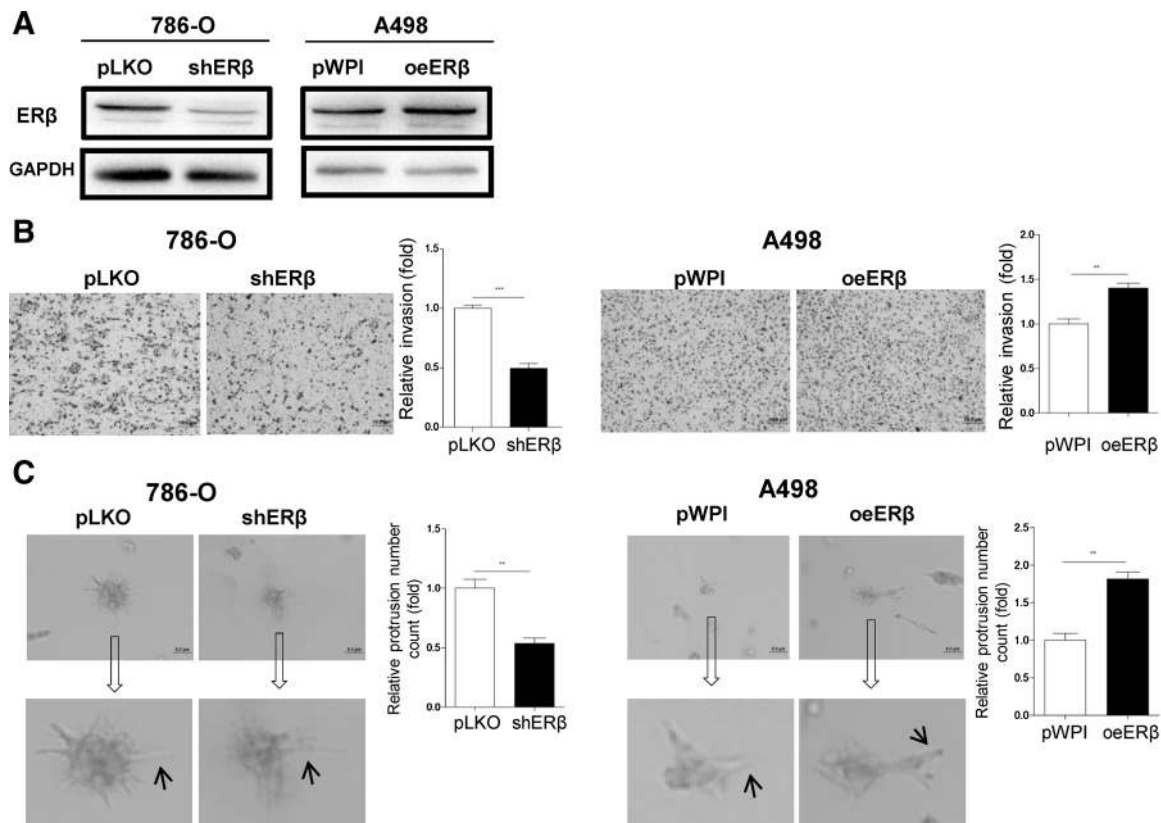 A
786-O
A498
pLKO
shERβ
pWPI
oeERβ
ERβ
GAPDH
B
786-O
pLKO
shERβ
Relative invasion (fold)
1.5
1.0
0.5
0.0
****
pLKO
shERβ
A498
pWPI
oeERβ
Relative invasion (fold)
2.0
1.5
1.0
0.5
0.0
**
pWPI
oeERβ
C
786-O
pLKO
shERβ
Relative protrusion number
count (fold)
1.5
1.0
0.5
0.0
**
pLKO
shERβ
A498
pWPI
oeERβ
Relative protrusion number
count (fold)
2.5
2.0
1.5
1.0
0.5
0.0
**
pWPI
oeERβ